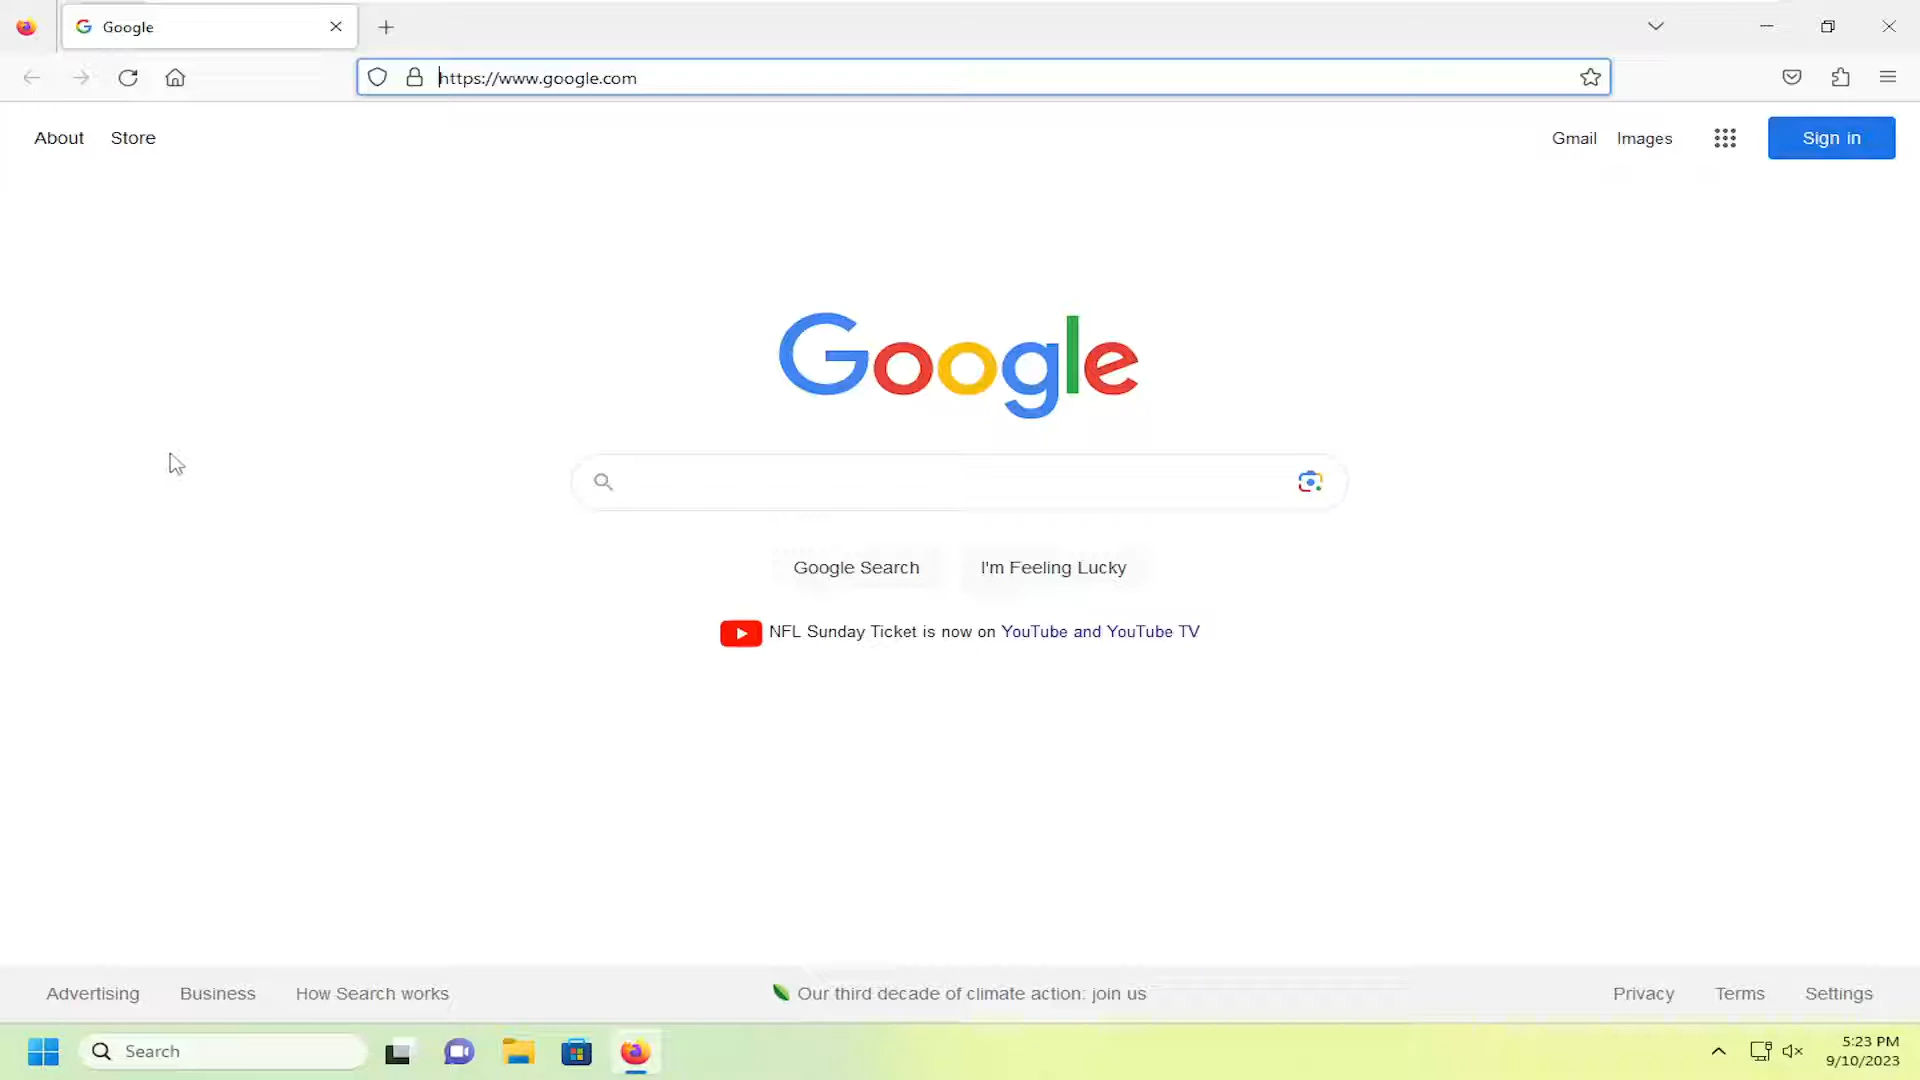 Google
https://www.google.com
About Store
Gmail Images Sign in
Google
Google Search I'm Feeling Lucky
NFL Sunday Ticket is now on YouTube and YouTube TV
Advertising Business How Search works
Our third decade of climate action: join us
Privacy Terms Settings
Search
5:23 PM
9/10/2023